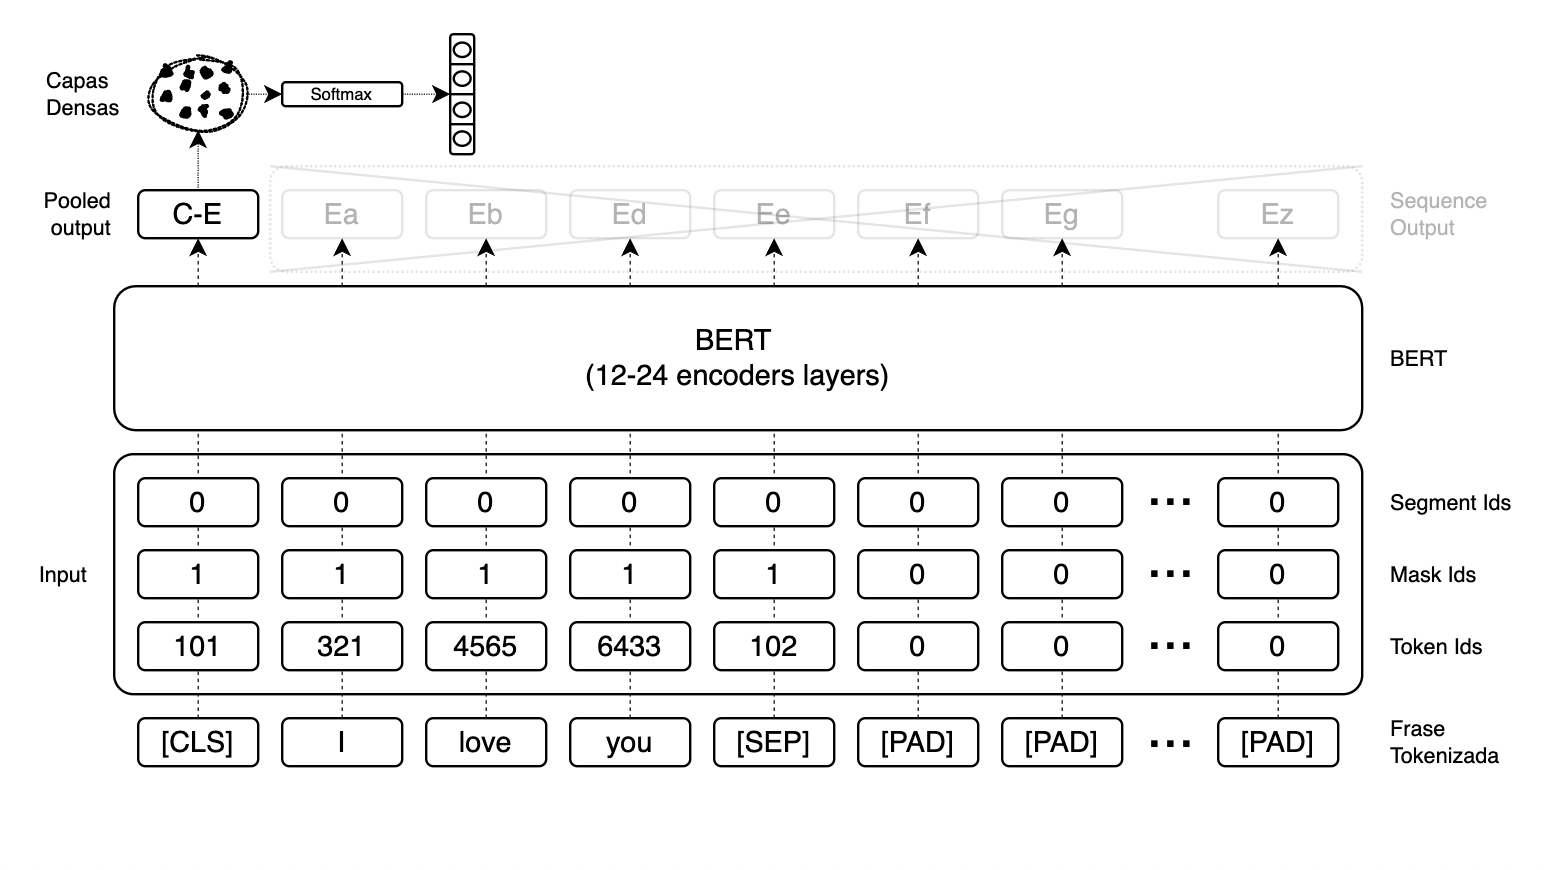 Capas
Densas
Softmax
Pooled
output
C-E
Ea
Eb
Ed
Ee
Ef
Eg
Ez
Sequence
Output
BERT
(12-24 encoders layers)
BERT
0 0 0 0 0 0 0 ... 0
Segment Ids
Input
1 1 1 1 1 0 0 ... 0
Mask Ids
101 321 4565 6433 102 0 0 ... 0
Token Ids
[CLS] I love you [SEP] [PAD] [PAD] ... [PAD]
Frase
Tokenizada